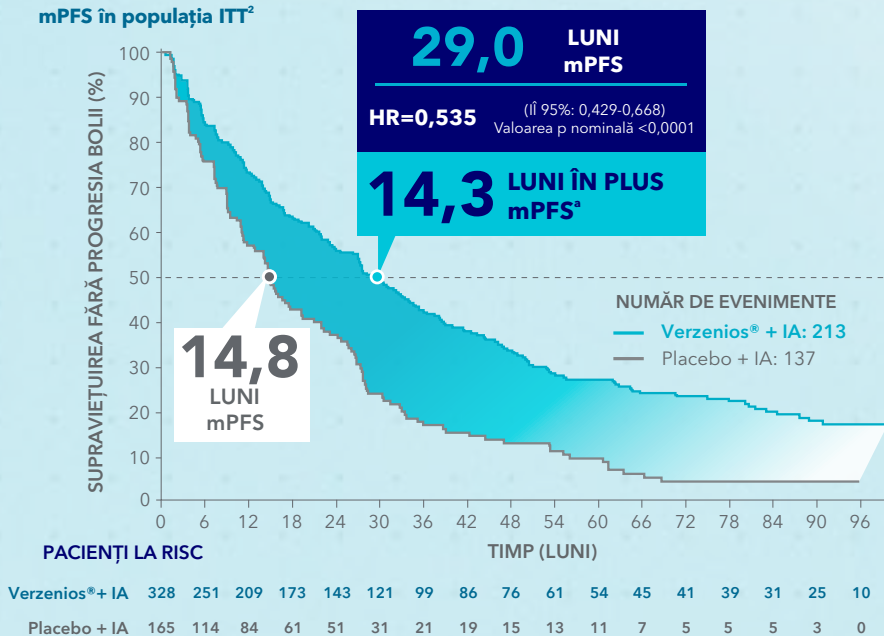 mPFS în populația ITT²
29,0 LUNI mPFS
HR=0,535 (IÎ 95%: 0,429-0,668)
Valoarea p nominală <0,0001
14,3 LUNI ÎN PLUS mPFSᵃ
SUPRAVIEȚUIREA FĂRĂ PROGRESIA BOLII (%)
100
90
80
70
60
50
40
30
20
10
0
14,8
LUNI
mPFS
NUMĂR DE EVENIMENTE
Verzenios® + IA: 213
Placebo + IA: 137
0 6 12 18 24 30 36 42 48 54 60 66 72 78 84 90 96
TIMP (LUNI)
PACIENȚI LA RISC
Verzenios®+ IA 328 251 209 173 143 121 99 86 76 61 54 45 41 39 31 25 10
Placebo + IA 165 114 84 61 51 31 21 19 15 13 11 7 5 5 5 3 0